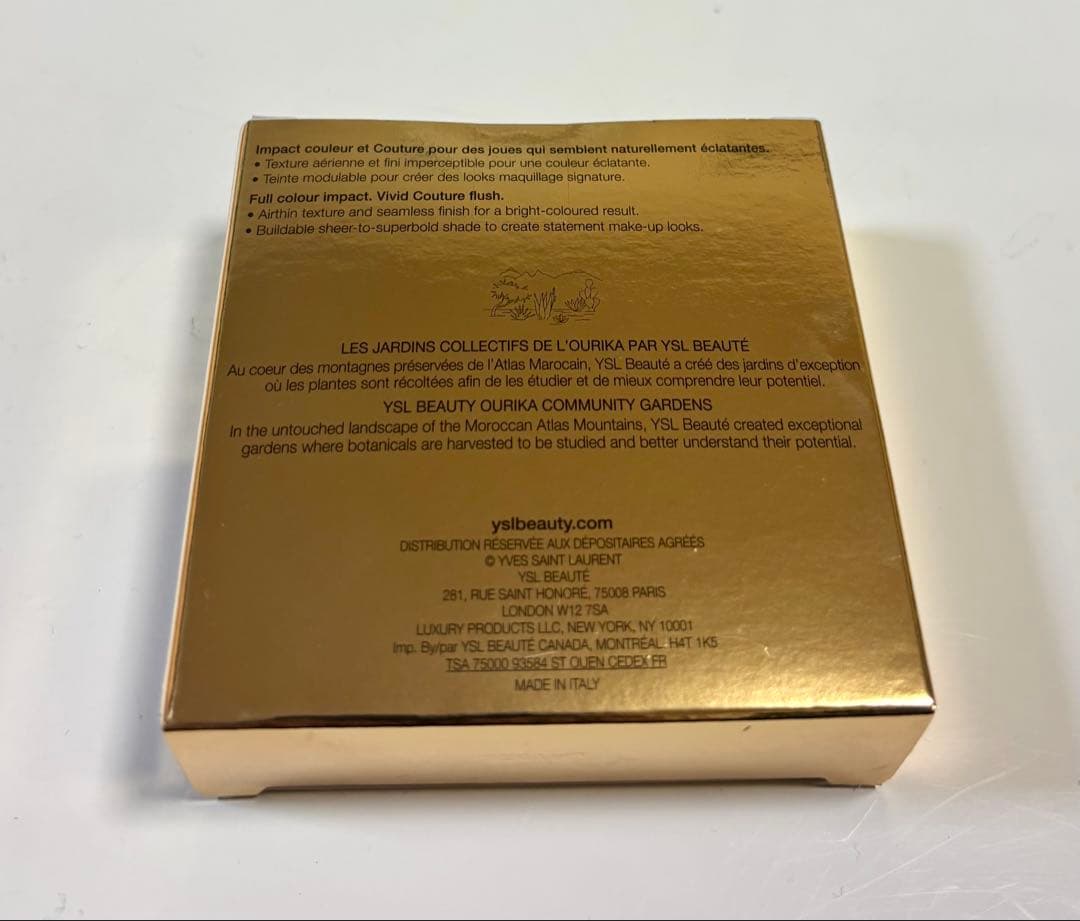 Impact couleur et Couture pour des joues qui semblent naturellement éclatantes.
• Texture aérienne et fini imperceptible pour une couleur éclatante.
• Teinte modulable pour créer des looks maquillage signature.
Full colour impact. Vivid Couture flush.
• Airthin texture and seamless finish for a bright-coloured result.
• Buildable sheer-to-superbold shade to create statement make-up looks.
LES JARDINS COLLECTIFS DE L'OURIKA PAR YSL BEAUTÉ
Au coeur des montagnes préservées de l'Atlas Marocain, YSL Beauté a créé des jardins d'exception
où les plantes sont récoltées afin de les étudier et de mieux comprendre leur potentiel.
YSL BEAUTY OURIKA COMMUNITY GARDENS
In the untouched landscape of the Moroccan Atlas Mountains, YSL Beauté created exceptional
gardens where botanicals are harvested to be studied and better understand their potential.
yslbeauty.com
DISTRIBUTION RÉSERVÉE AUX DÉPOSITAIRES AGRÉÉS
© YVES SAINT LAURENT
YSL BEAUTÉ
281, RUE SAINT HONORÉ, 75008 PARIS
LONDON W12 7SA
LUXURY PRODUCTS LLC, NEW YORK, NY 10001
Imp. By/par YSL BEAUTÉ CANADA, MONTRÉAL H4T 1K5
TSA 75000 93584 ST OUEN CEDEX FR
MADE IN ITALY